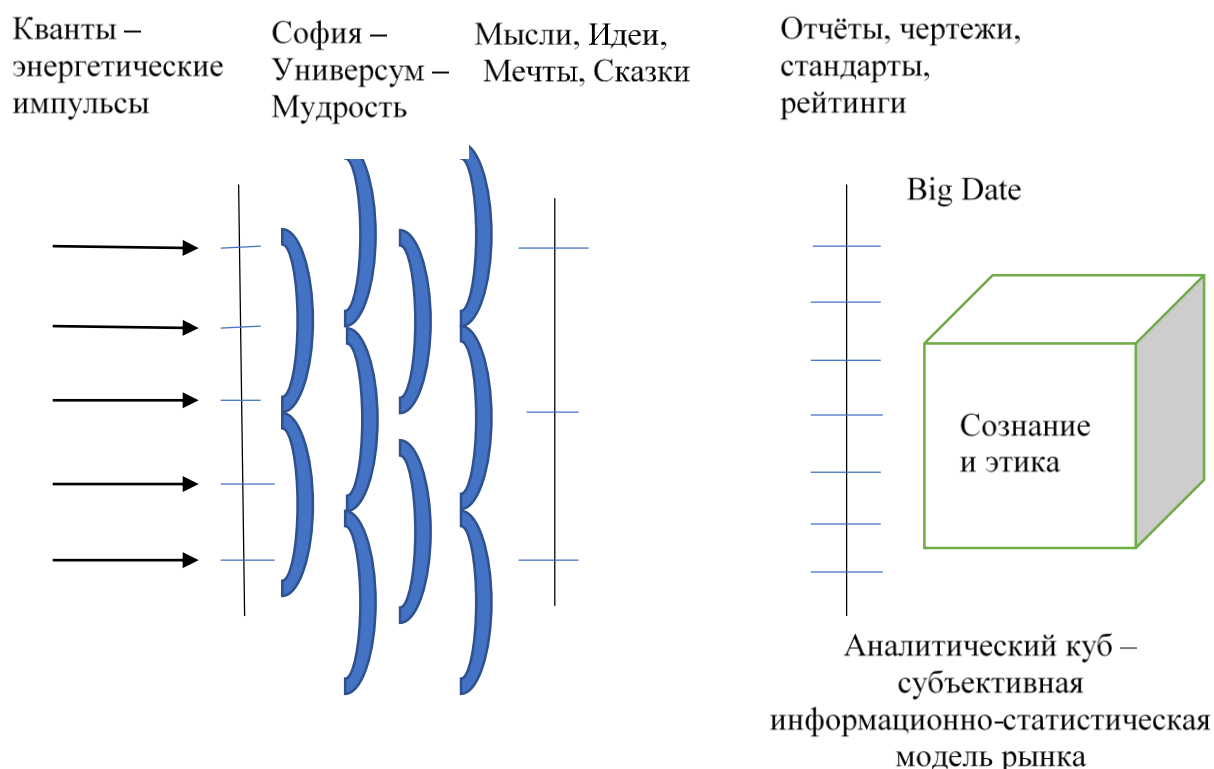 Кванты –
энергетические
импульсы
София –
Универсум –
Мудрость
Мысли, Идеи,
Мечты, Сказки
Отчёты, чертежи,
стандарты,
рейтинги
Big Date
Сознание
и этика
Аналитический куб –
субъективная
информационно-статистическая
модель рынка